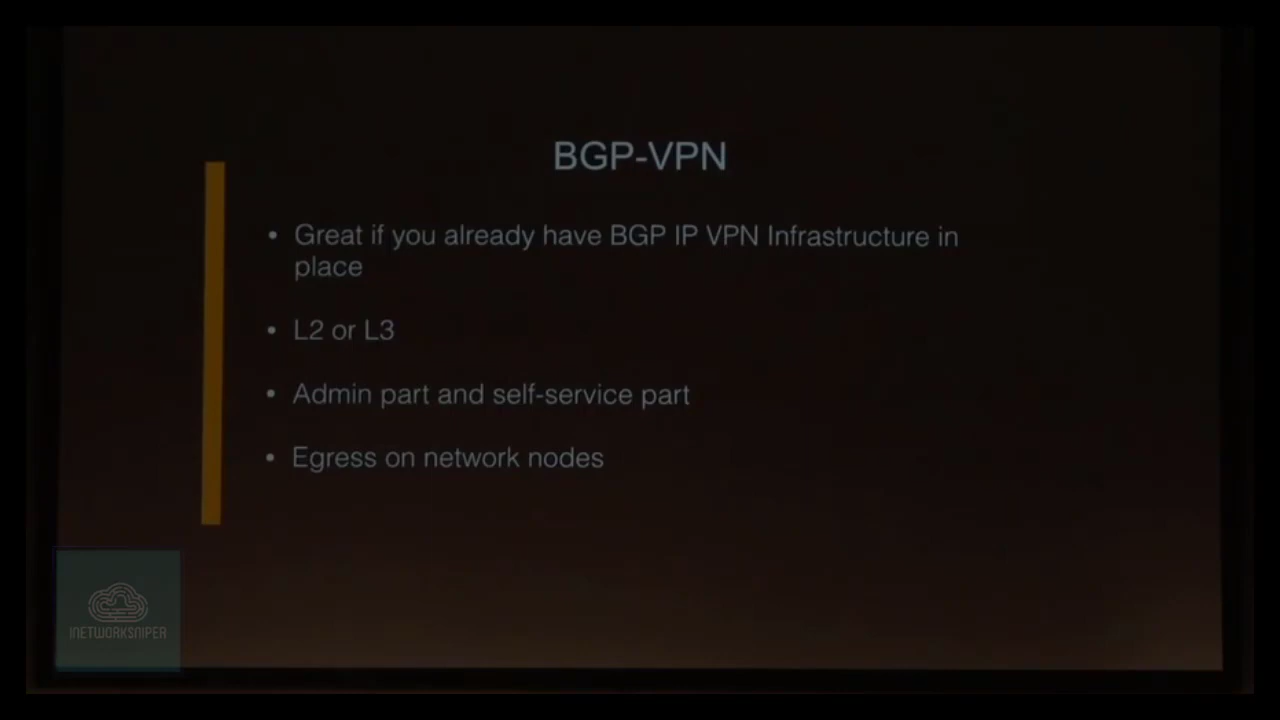 BGP-VPN
• Great if you already have BGP IP VPN Infrastructure in
place
• L2 or L3
• Admin part and self-service part
• Egress on network nodes
INETWORKSNIPER